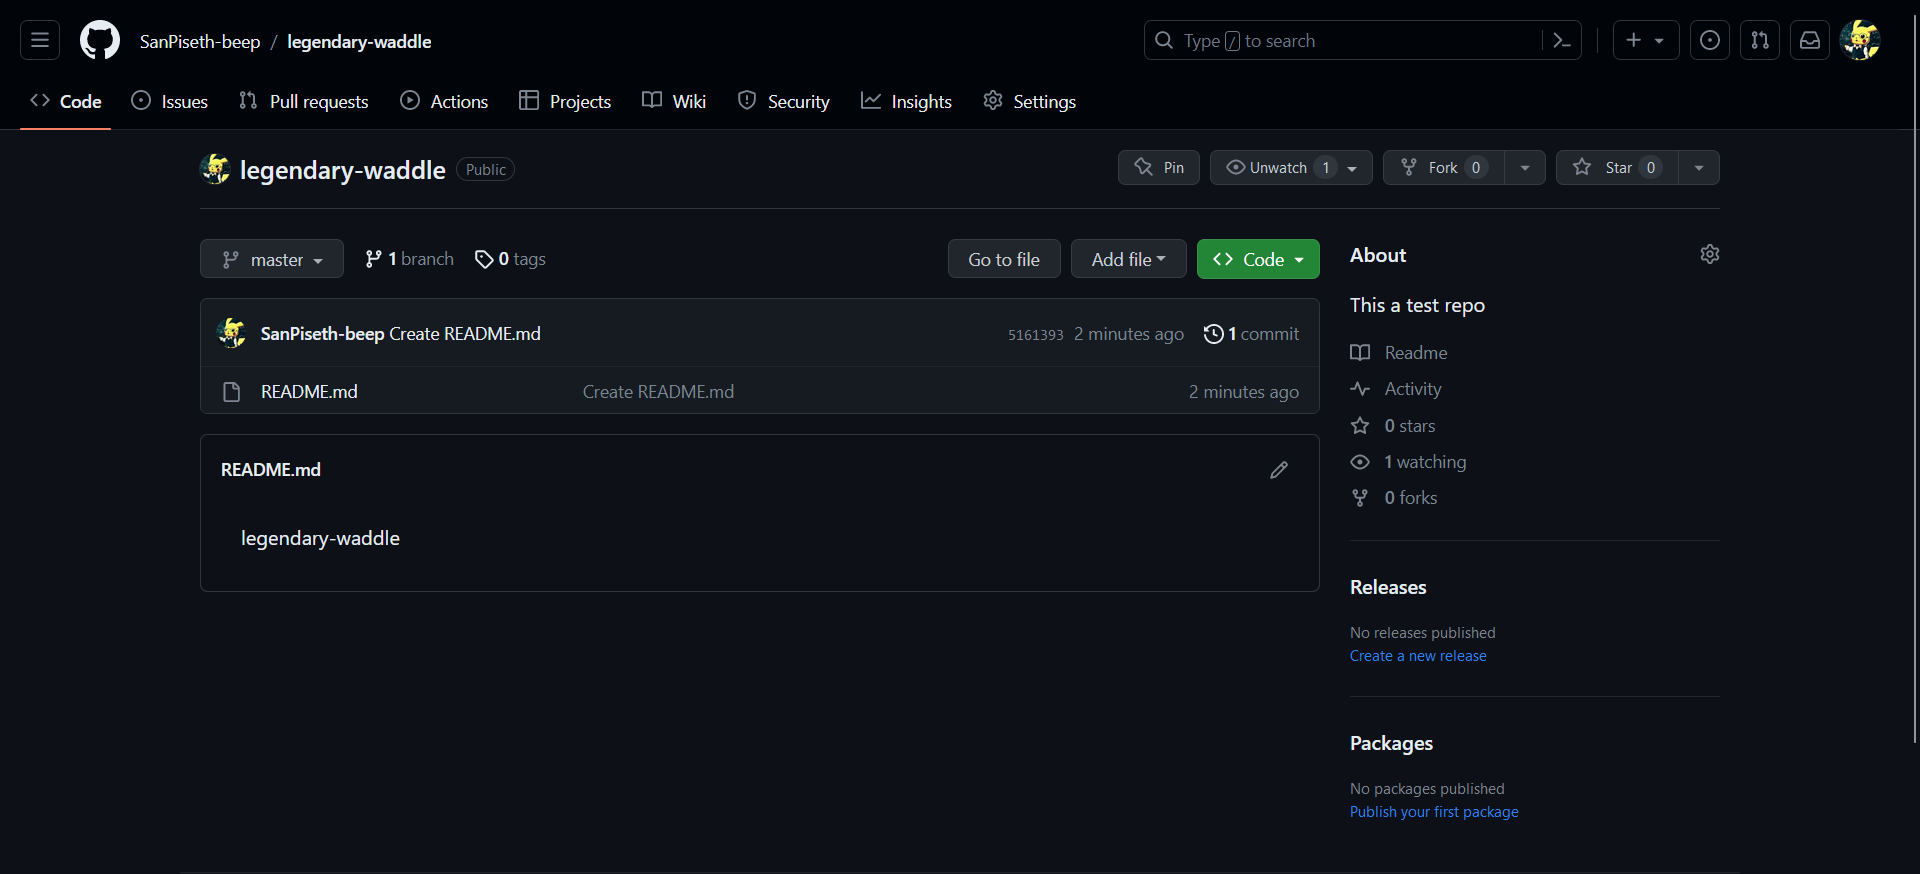 SanPiseth-beep / legendary-waddle
Type / to search
Code Issues Pull requests Actions Projects Wiki Security Insights Settings
legendary-waddle Public
Pin Unwatch 1 Fork 0 Star 0
master 1 branch 0 tags Go to file Add file Code
SanPiseth-beep Create README.md 5161393 2 minutes ago 1 commit
README.md Create README.md 2 minutes ago
README.md
legendary-waddle
About
This a test repo
Readme
Activity
0 stars
1 watching
0 forks
Releases
No releases published
Create a new release
Packages
No packages published
Publish your first package